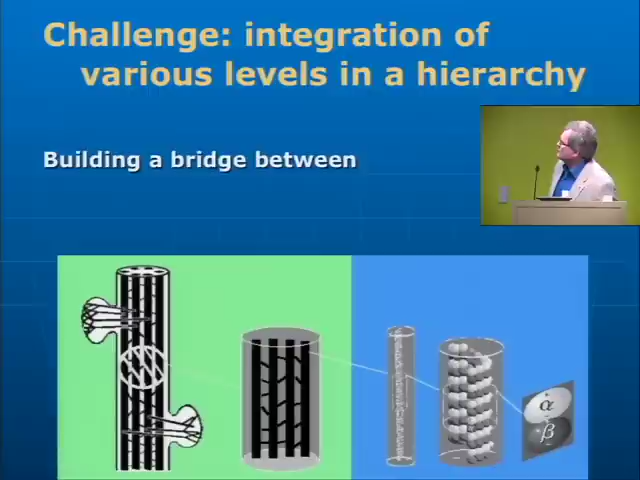 Challenge: integration of
various levels in a hierarchy
Building a bridge between
α
β